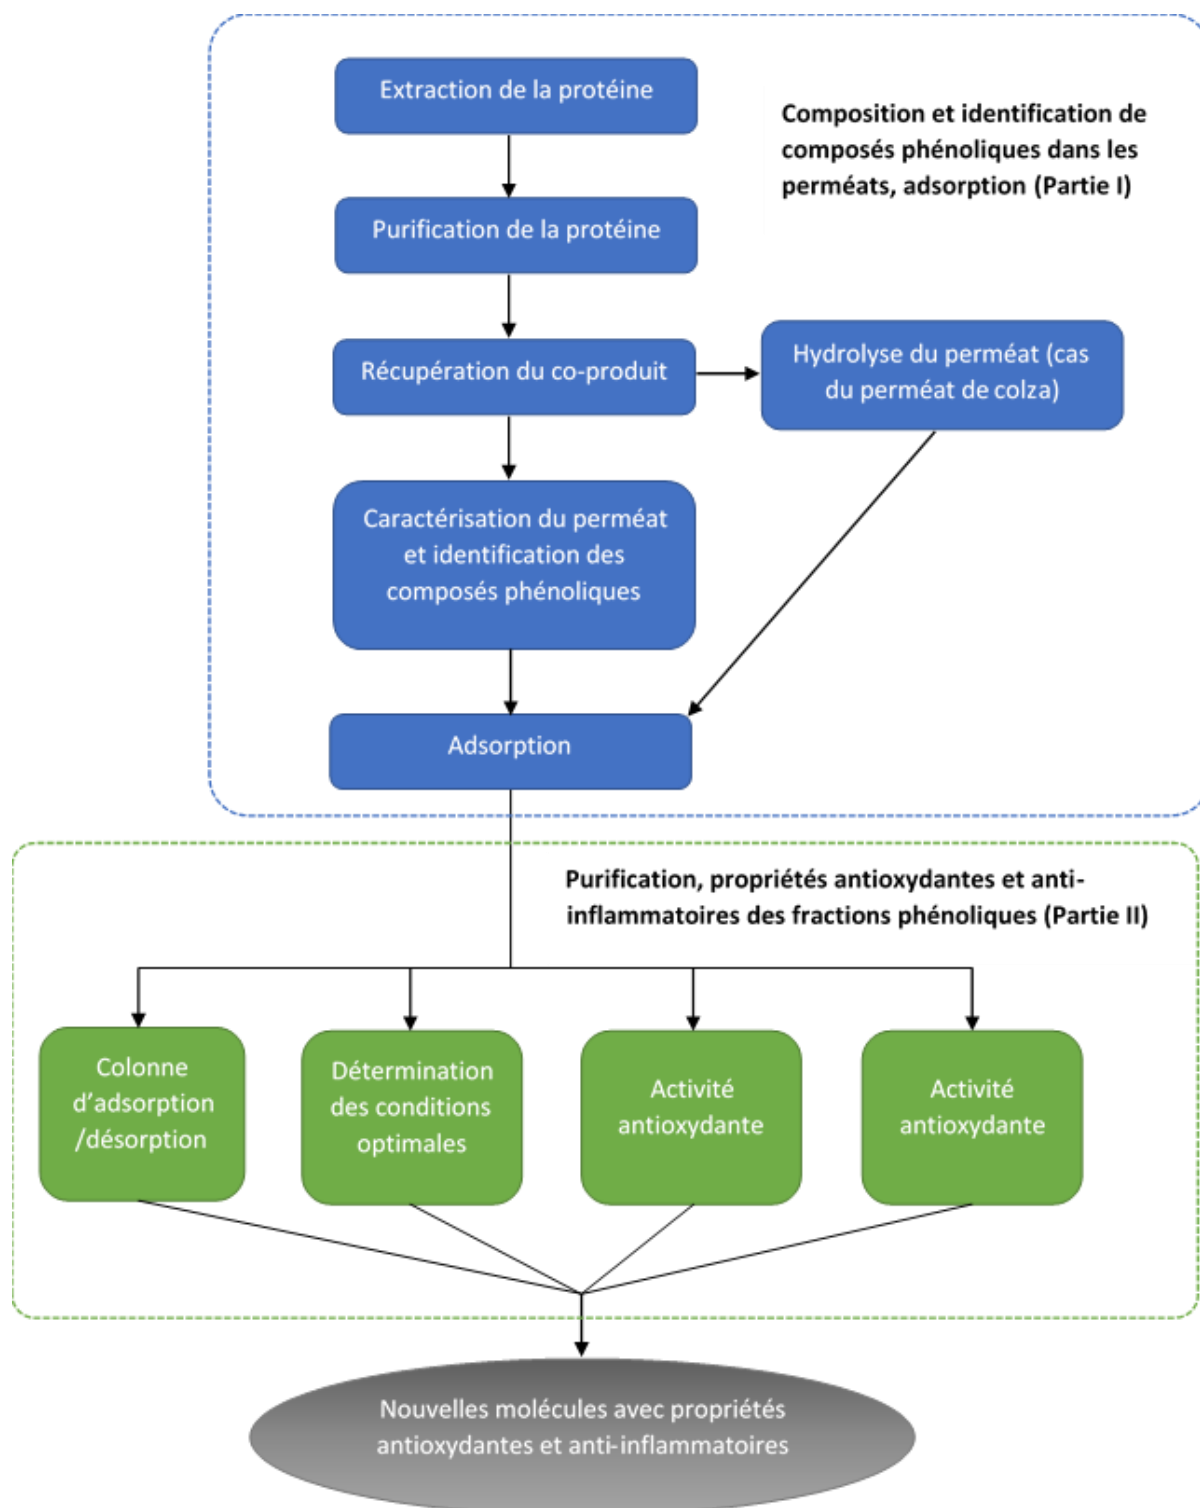 Extraction de la protéine
Composition et identification de
composés phénoliques dans les
perméats, adsorption (Partie I)
Purification de la protéine
Récupération du co-produit
Hydrolyse du perméat (cas
du perméat de colza)
Caractérisation du perméat
et identification des
composés phénoliques
Adsorption
Purification, propriétés antioxydantes et anti-
inflammatoires des fractions phénoliques (Partie II)
Colonne
d'adsorption
/désorption
Détermination
des conditions
optimales
Activité
antioxydante
Activité
antioxydante
Nouvelles molécules avec propriétés
antioxydantes et anti-inflammatoires